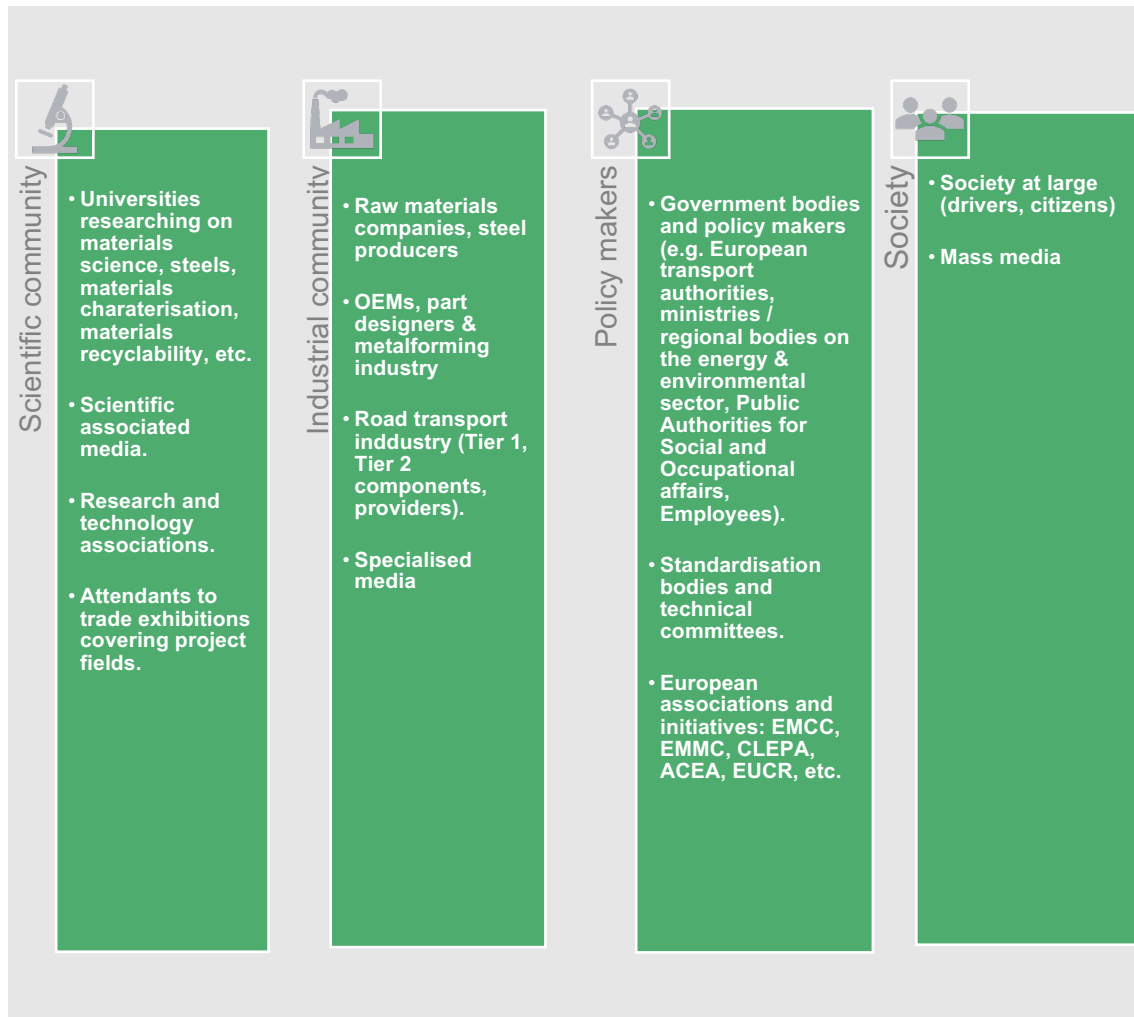 Scientific community
• Universities
researching on
materials
science, steels,
materials
charaterisation,
materials
recyclability, etc.
• Scientific
associated
media.
• Research and
technology
associations.
• Attendants to
trade exhibitions
covering project
fields.
Industrial community
• Raw materials
companies, steel
producers
• OEMs, part
designers &
metalforming
industry
• Road transport
inddustry (Tier 1,
Tier 2
components,
providers).
• Specialised
media
Policy makers
• Government bodies
and policy makers
(e.g. European
transport
authorities,
ministries /
regional bodies on
the energy &
environmental
sector, Public
Authorities for
Social and
Occupational
affairs,
Employees).
• Standardisation
bodies and
technical
committees.
• European
associations and
initiatives: EMCC,
EMMC, CLEPA,
ACEA, EUCR, etc.
Society
• Society at large
(drivers, citizens)
• Mass media